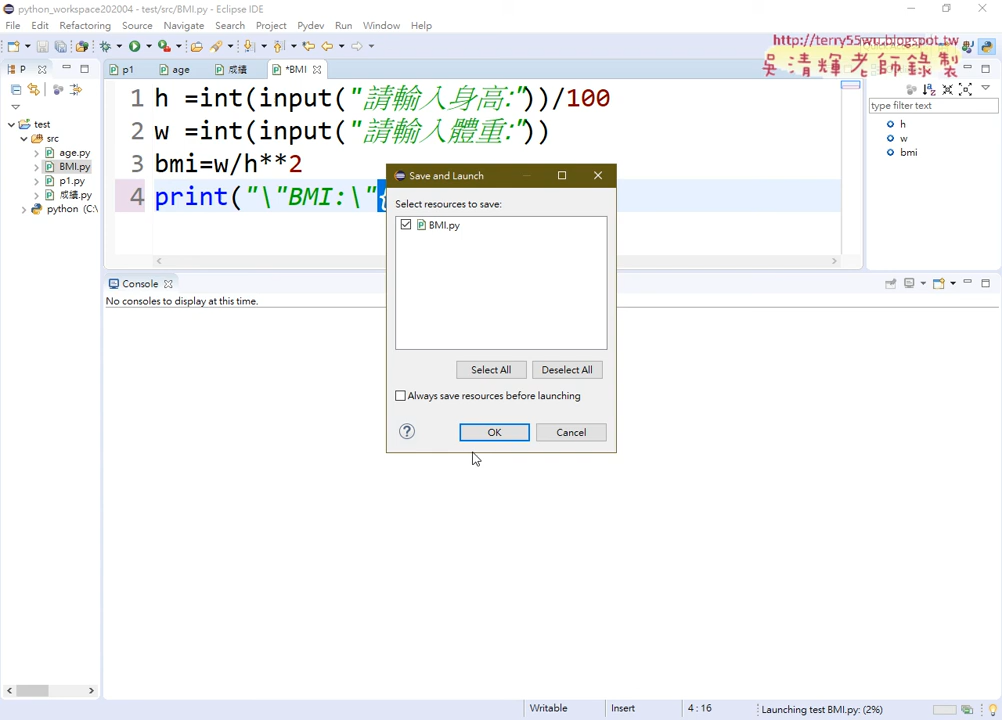 python_workspace202004 - test/src/BMI.py - Eclipse IDE
File Edit Refactoring Source Navigate Search Project Pydev Run Window Help
http://terry55wu.blogspot.tw
吳清輝老師錄製
P
p1 age 成績 *BMI
type filter text
test
src
age.py
BMI.py
p1.py
成績.py
python (C:\
1 h =int(input("請輸入身高:"))/100
2 w =int(input("請輸入體重:"))
3 bmi=w/h**2
4 print("\"BMI:\"{
h
w
bmi
Save and Launch
Select resources to save:
BMI.py
Select All Deselect All
Always save resources before launching
OK Cancel
Console
No consoles to display at this time.
Writable Insert 4 : 16 Launching test BMI.py: (2%)